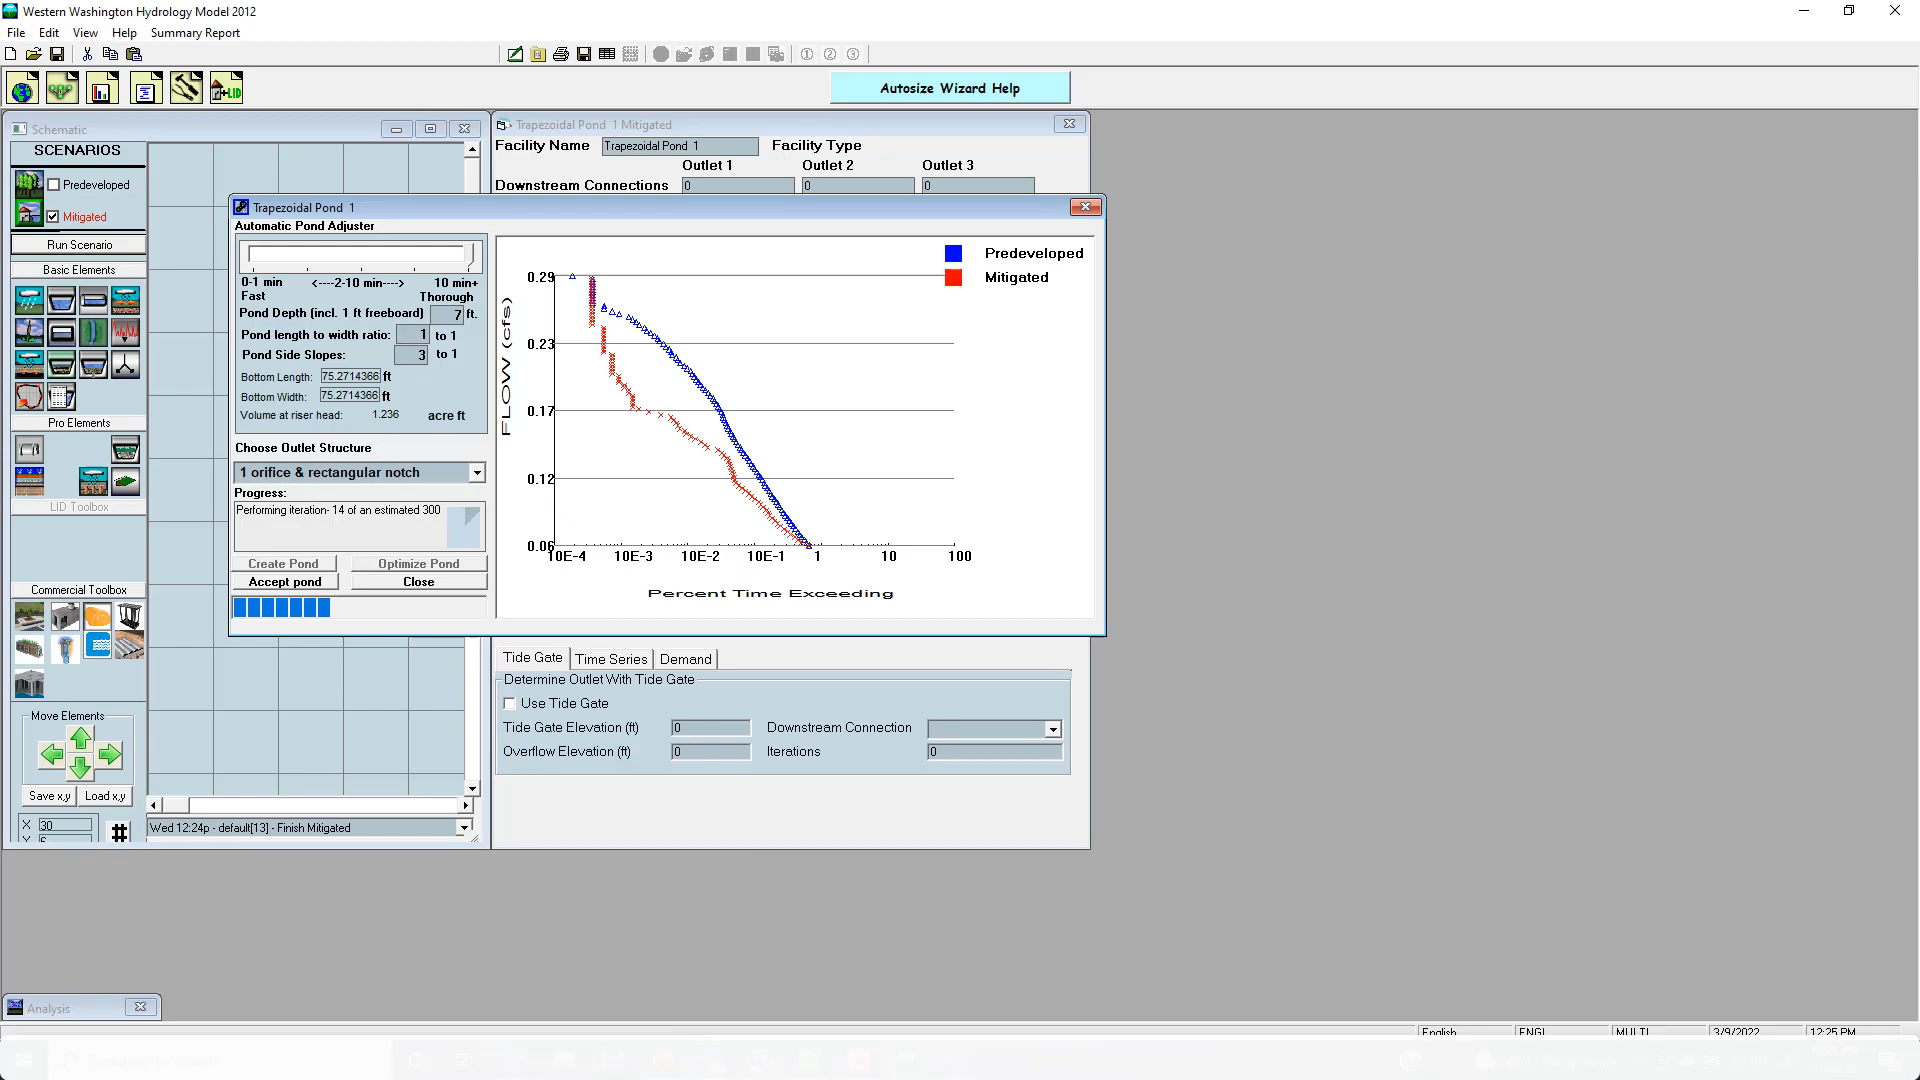 Western Washington Hydrology Model 2012
File Edit View Help Summary Report
Autosize Wizard Help
Schematic
SCENARIOS
Predeveloped
Mitigated
Run Scenario
Basic Elements
Pro Elements
LID Toolbox
Commercial Toolbox
Move Elements
Save x,y Load x,y
X 30
Wed 12:24p - default[13] - Finish Mitigated
Trapezoidal Pond 1 Mitigated
Facility Name Trapezoidal Pond 1 Facility Type
Outlet 1 Outlet 2 Outlet 3
Downstream Connections 0 0 0
Trapezoidal Pond 1
Automatic Pond Adjuster
0-1 min <----2-10 min----> 10 min+
Fast Thorough
Pond Depth (incl. 1 ft freeboard) 7 ft.
Pond length to width ratio: 1 to 1
Pond Side Slopes: 3 to 1
Bottom Length: 75.2714366 ft
Bottom Width: 75.2714366 ft
Volume at riser head: 1.236 acre ft
Choose Outlet Structure
1 orifice & rectangular notch
Progress:
Performing iteration- 14 of an estimated 300
Create Pond Optimize Pond
Accept pond Close
Predeveloped
Mitigated
FLOW (cfs)
0.29
0.23
0.17
0.12
0.06
10E-4 10E-3 10E-2 10E-1 1 10 100
Percent Time Exceeding
Tide Gate Time Series Demand
Determine Outlet With Tide Gate
Use Tide Gate
Tide Gate Elevation (ft) 0 Downstream Connection
Overflow Elevation (ft) 0 Iterations 0
Analysis
English ENGL MULTI 3/9/2022 12:25 PM